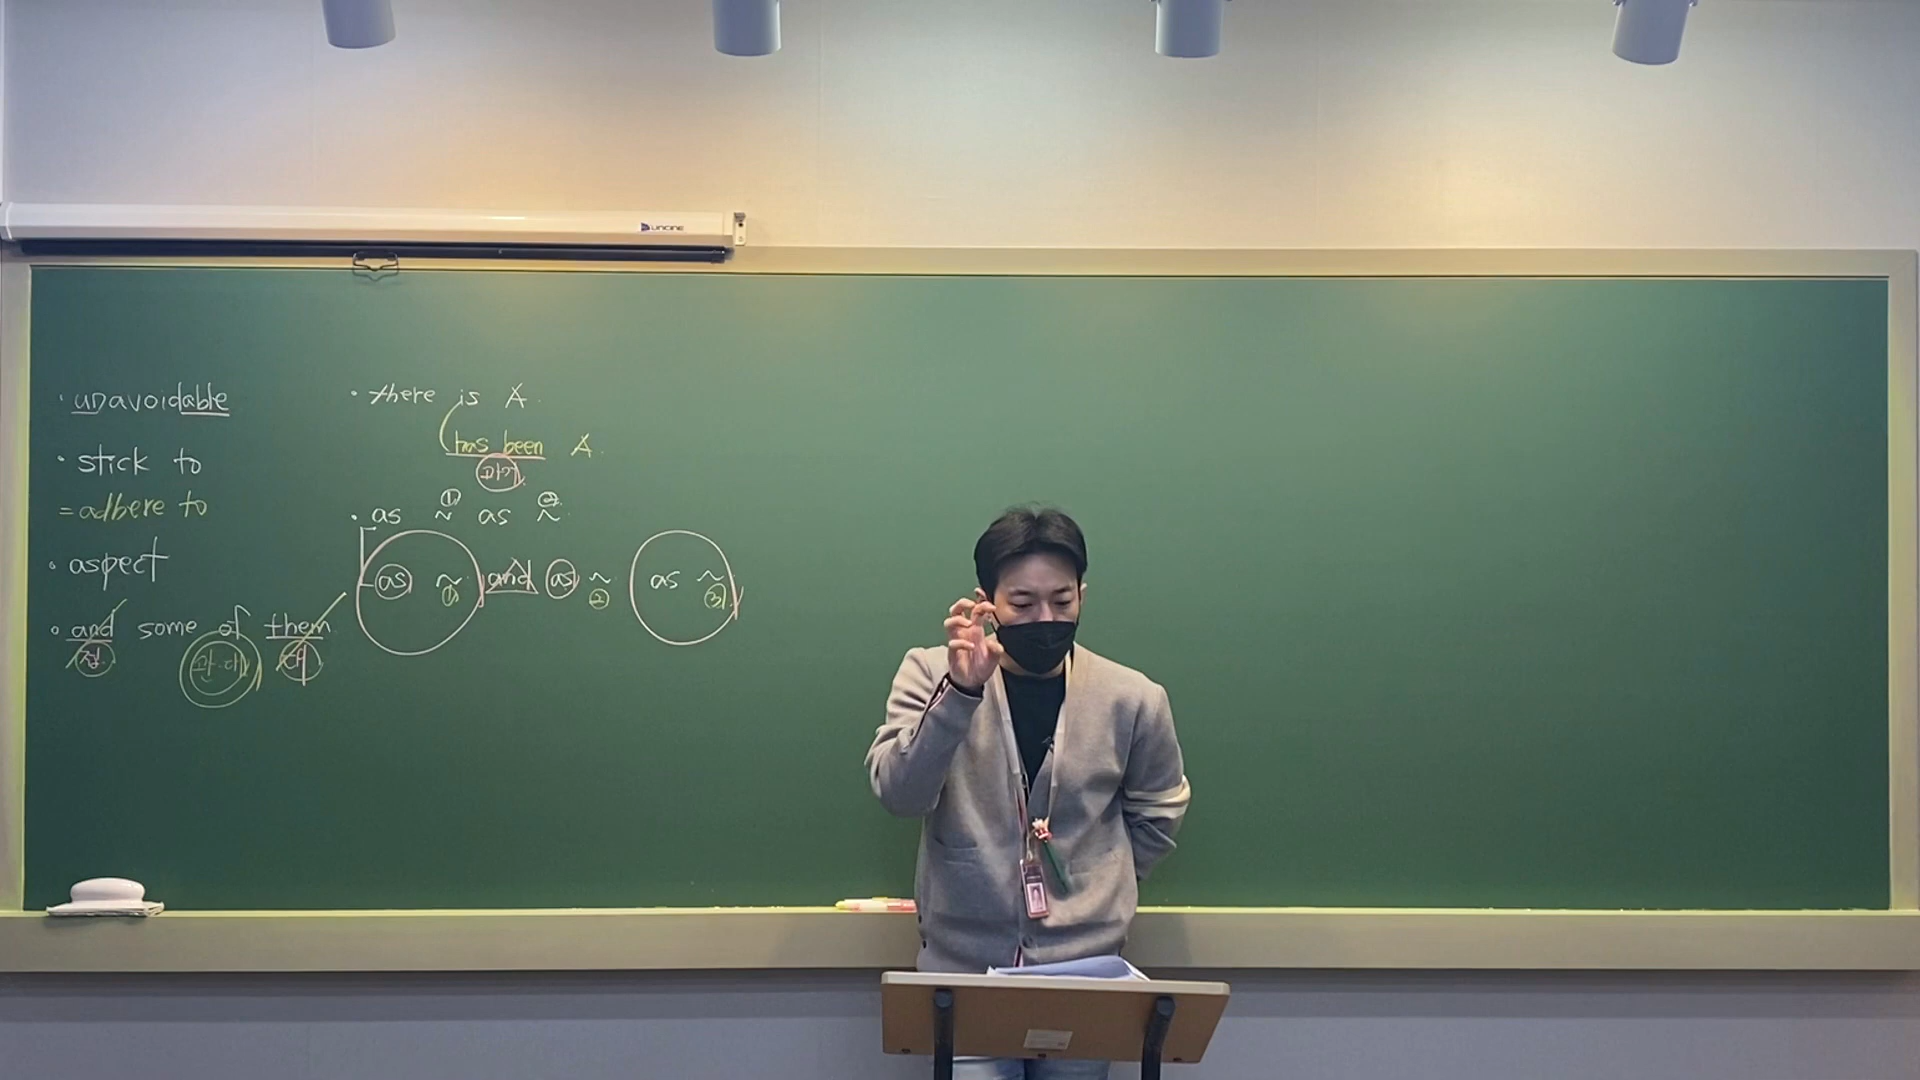 · unavoidable
· stick to
= adhere to
· aspect
· and some of them
접 관·대 대
· there is A.
has been A.
과거
① ②
· as ~ as ~.
as ~ and as ~ as ~
① ② ③
UNCINE